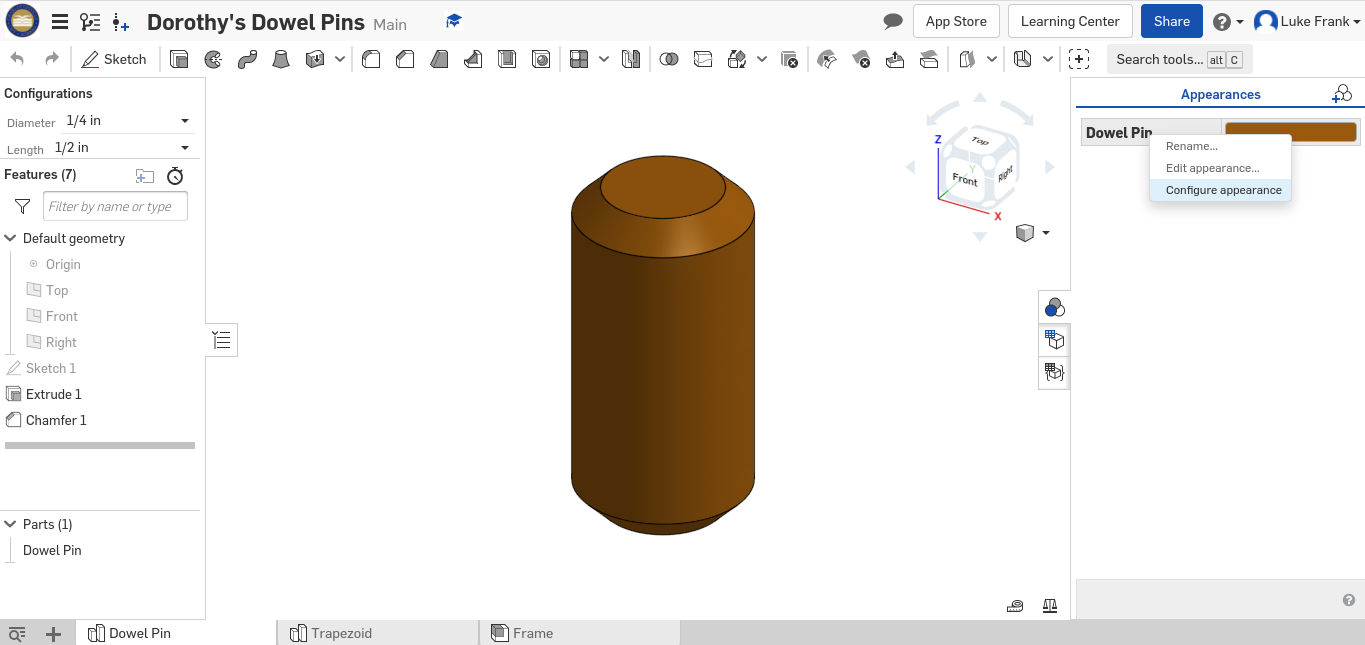 Dorothy's Dowel Pins Main
App Store
Learning Center
Share
Luke Frank
Sketch
Search tools... alt C
Configurations
Diameter 1/4 in
Length 1/2 in
Features (7)
Filter by name or type
Default geometry
Origin
Top
Front
Right
Sketch 1
Extrude 1
Chamfer 1
Parts (1)
Dowel Pin
Z
Top
Y
Front
Right
X
Appearances
Dowel Pin
Rename...
Edit appearance...
Configure appearance
Dowel Pin
Trapezoid
Frame